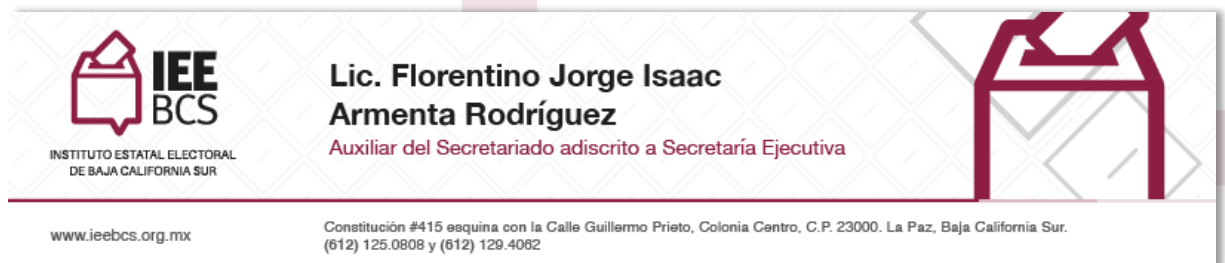 IEE
BCS
INSTITUTO ESTATAL ELECTORAL
DE BAJA CALIFORNIA SUR
Lic. Florentino Jorge Isaac
Armenta Rodríguez
Auxiliar del Secretariado adiscrito a Secretaría Ejecutiva
www.ieebcs.org.mx
Constitución #415 esquina con la Calle Guillermo Prieto, Colonia Centro, C.P. 23000. La Paz, Baja California Sur.
(612) 125.0808 y (612) 129.4062